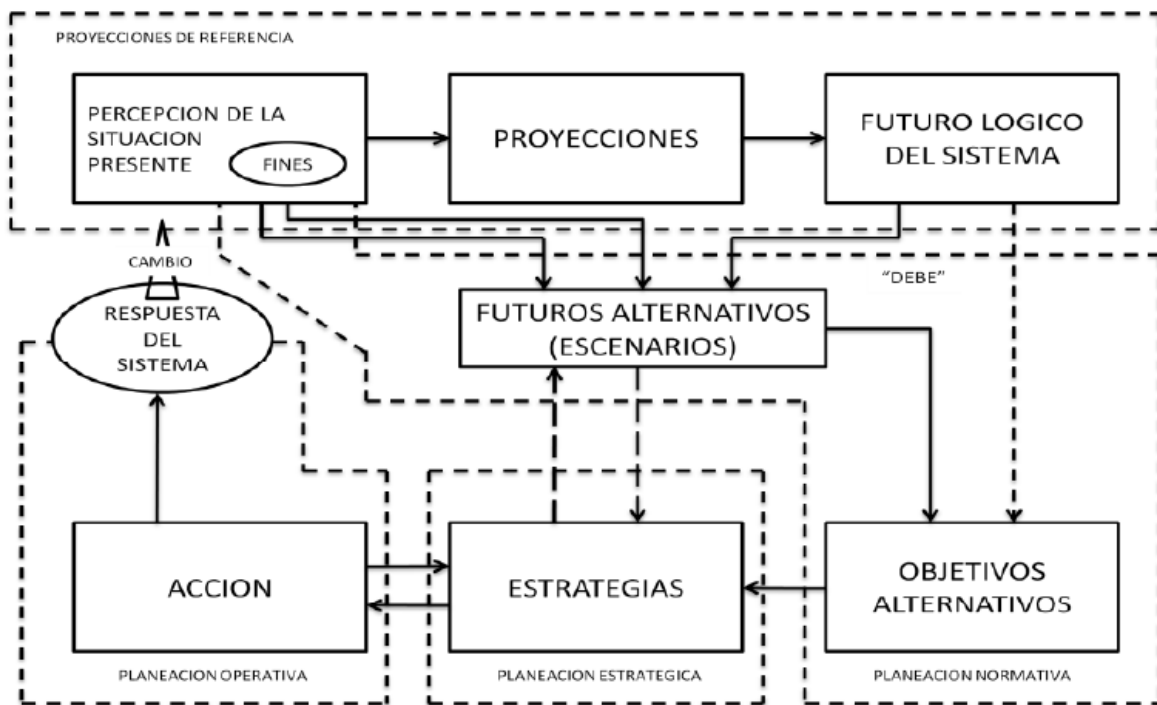 PROYECCIONES DE REFERENCIA
PERCEPCION DE LA
SITUACION
PRESENTE
FINES
PROYECCIONES
FUTURO LOGICO
DEL SISTEMA
CAMBIO
RESPUESTA
DEL
SISTEMA
"DEBE"
FUTUROS ALTERNATIVOS
(ESCENARIOS)
ACCION
ESTRATEGIAS
OBJETIVOS
ALTERNATIVOS
PLANEACION OPERATIVA
PLANEACION ESTRATEGICA
PLANEACION NORMATIVA